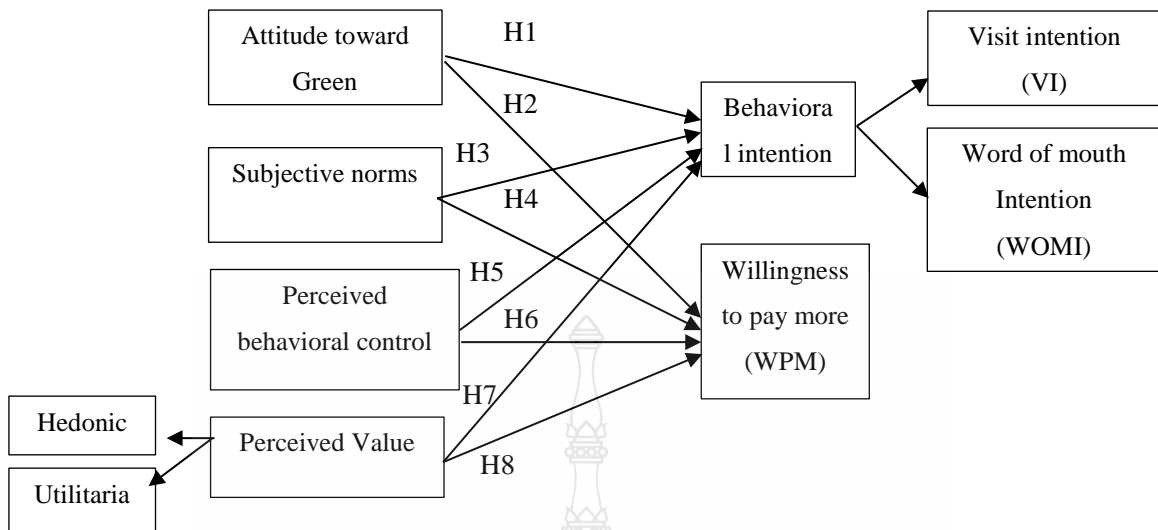 Attitude toward
Green
H1
H2
Subjective norms
H3
H4
Perceived
behavioral control
H5
H6
Perceived Value
H7
H8
Hedonic
Utilitaria
Behaviora
l intention
Willingness
to pay more
(WPM)
Visit intention
(VI)
Word of mouth
Intention
(WOMI)